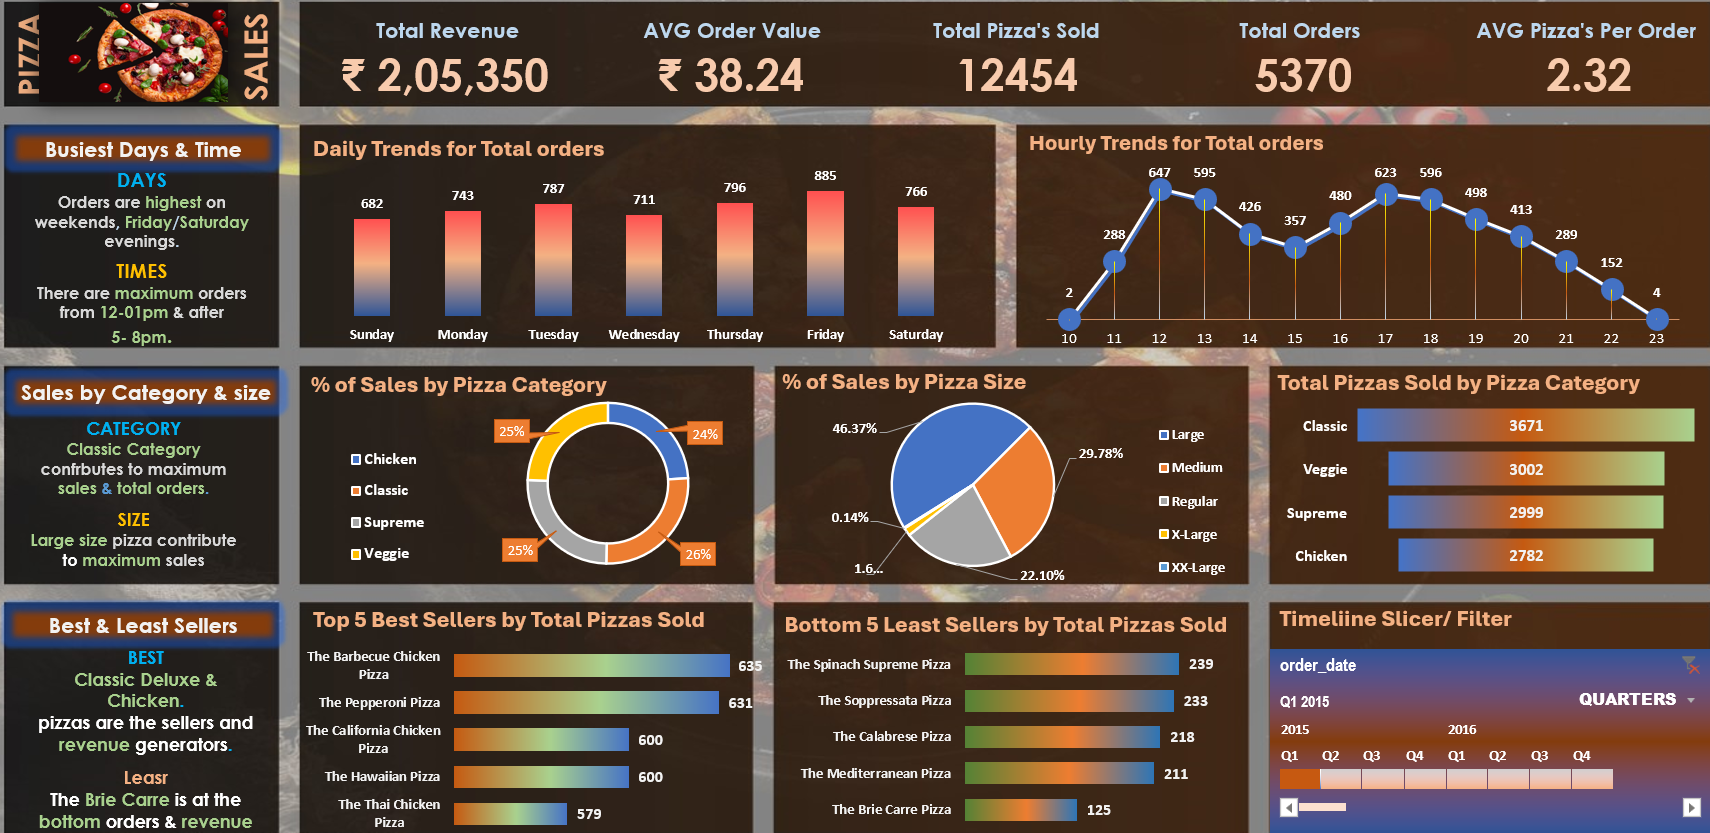 PIZZA
SALES
Total Revenue
₹ 2,05,350
AVG Order Value
₹ 38.24
Total Pizza's Sold
12454
Total Orders
5370
AVG Pizza's Per Order
2.32
Busiest Days & Time
DAYS
Orders are highest on
weekends, Friday/Saturday
evenings.
TIMES
There are maximum orders
from 12-01pm & after
5- 8pm.
Daily Trends for Total orders
682
743
787
711
796
885
766
Sunday
Monday
Tuesday
Wednesday
Thursday
Friday
Saturday
Hourly Trends for Total orders
2
288
647
595
426
357
480
623
596
498
413
289
152
4
10
11
12
13
14
15
16
17
18
19
20
21
22
23
Sales by Category & size
CATEGORY
Classic Category
confrbutes to maximum
sales & total orders.
SIZE
Large size pizza contribute
to maximum sales
% of Sales by Pizza Category
25%
24%
25%
26%
Chicken
Classic
Supreme
Veggie
% of Sales by Pizza Size
46.37%
29.78%
0.14%
1.6...
22.10%
Large
Medium
Regular
X-Large
XX-Large
Total Pizzas Sold by Pizza Category
Classic 3671
Veggie 3002
Supreme 2999
Chicken 2782
Best & Least Sellers
BEST
Classic Deluxe &
Chicken.
pizzas are the sellers and
revenue generators.
Leasr
The Brie Carre is at the
bottom orders & revenue
Top 5 Best Sellers by Total Pizzas Sold
The Barbecue Chicken
Pizza
635
The Pepperoni Pizza 631
The California Chicken
Pizza
600
The Hawaiian Pizza 600
The Thai Chicken
Pizza
579
Bottom 5 Least Sellers by Total Pizzas Sold
The Spinach Supreme Pizza 239
The Soppressata Pizza 233
The Calabrese Pizza 218
The Mediterranean Pizza 211
The Brie Carre Pizza 125
Timeliine Slicer/ Filter
order_date
Q1 2015
QUARTERS
2015
2016
Q1 Q2 Q3 Q4 Q1 Q2 Q3 Q4